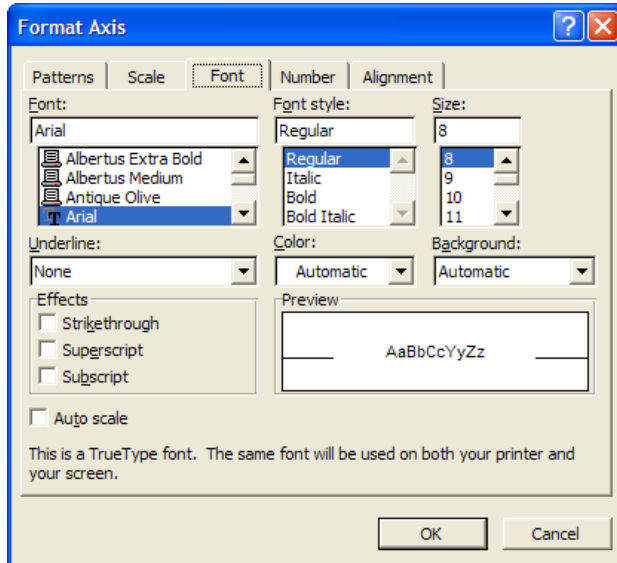 Format Axis
Patterns Scale Font Number Alignment
Font: Font style: Size:
Arial Regular 8
Albertus Extra Bold Regular 8
Albertus Medium Italic 9
Antique Olive Bold 10
Arial Bold Italic 11
Underline: Color: Background:
None Automatic Automatic
Effects Preview
Strikethrough
Superscript AaBbCcYyZz
Subscript
Auto scale
This is a TrueType font. The same font will be used on both your printer and
your screen.
OK Cancel